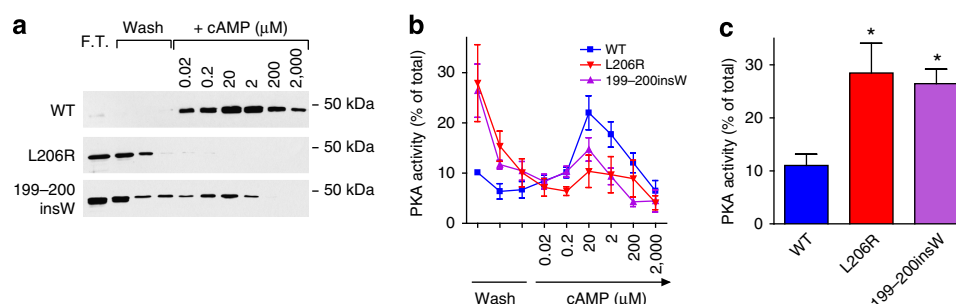 a
F.T.
Wash
+ cAMP (μM)
0.02
0.2
20
2
200
2,000
WT
– 50 kDa
L206R
– 50 kDa
199–200
insW
– 50 kDa
b
PKA activity (% of total)
30
20
10
0
WT
L206R
199–200insW
0.02
0.2
20
2
200
2,000
Wash
cAMP (μM)
c
PKA activity (% of total)
30
20
10
0
*
*
WT
L206R
199–200insW